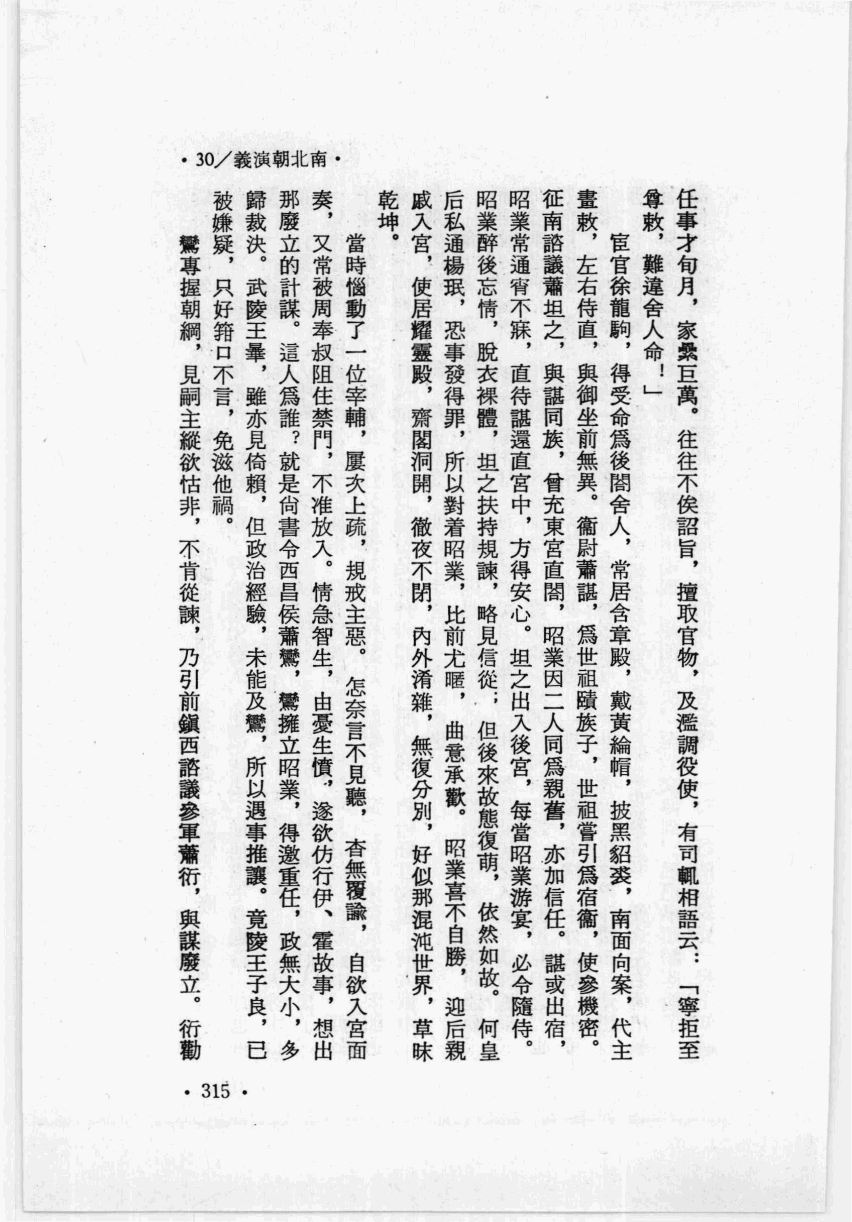 •30／義演朝北南•
任事才旬月，家纍巨萬。往往不俟詔旨，擅取官物，及濫調役使，有司輒相語云：「寧拒至
尊敕，難違舍人命！」
宦官徐龍駒，得受命爲後閤舍人，常居含章殿，戴黃綸帽，披黑貂裘，南面向案，代主
畫敕，左右侍直，與御坐前無異。衞尉蕭諶，爲世祖賾族子，世祖嘗引爲宿衞，使參機密。
征南諮議蕭坦之，與諶同族，曾充東宮直閤，昭業因二人同爲親舊，亦加信任。諶或出宿，
昭業常通宵不寐，直待諶還直宮中，方得安心。坦之出入後宮，每當昭業游宴，必令隨侍。
昭業醉後忘情，脫衣裸體，坦之扶持規諫，略見信從；但後來故態復萌，依然如故。何皇
后私通楊珉，恐事發得罪，所以對着昭業，比前尤暱，曲意承歡。昭業喜不自勝，迎后親
戚入宮，使居耀靈殿，齋閣洞開，徹夜不閉，內外淆雜，無復分別，好似那混沌世界，草昧
乾坤。
當時惱動了一位宰輔，屢次上疏，規戒主惡。怎奈言不見聽，杳無覆諭，自欲入宮面
奏，又常被周奉叔阻住禁門，不准放入。情急智生，由憂生憤，遂欲仿行伊、霍故事，想出
那廢立的計謀。這人爲誰？就是尙書令西昌侯蕭鸞，鸞擁立昭業，得邀重任，政無大小，多
歸裁決。武陵王曅，雖亦見倚賴，但政治經驗，未能及鸞，所以遇事推讓。竟陵王子良，已
被嫌疑，只好箝口不言，免滋他禍。
鸞專握朝綱，見嗣主縱欲怙非，不肯從諫，乃引前鎭西諮議參軍蕭衍，與謀廢立。衍勸
•315•